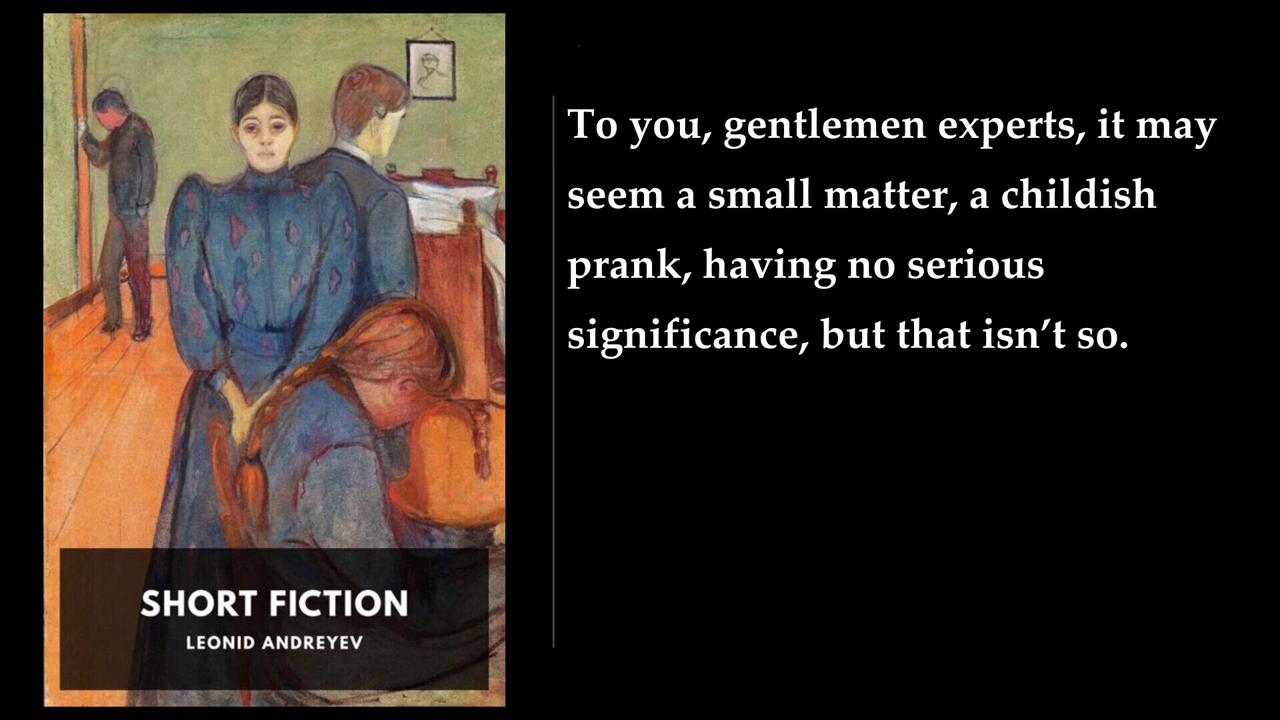 To you, gentlemen experts, it may
seem a small matter, a childish
prank, having no serious
significance, but that isn’t so.
SHORT FICTION
LEONID ANDREYEV